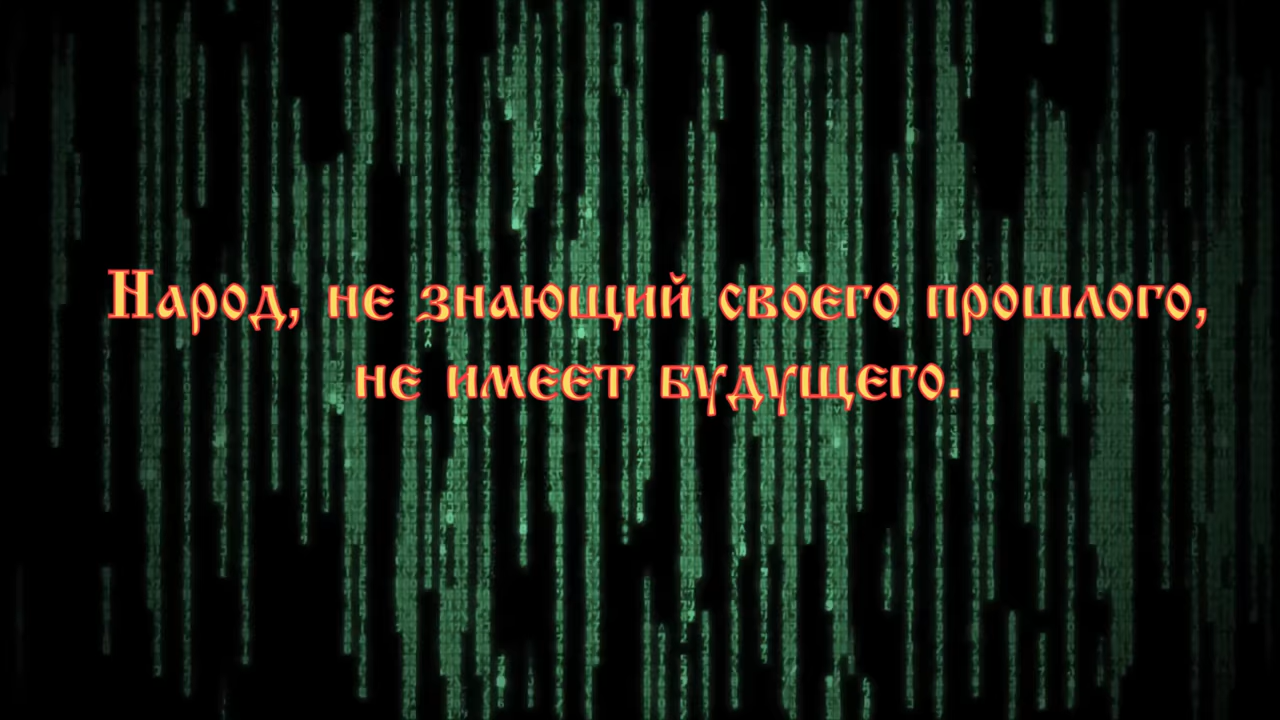 Народ, не знающий своего прошлого,
не имеет будущего.